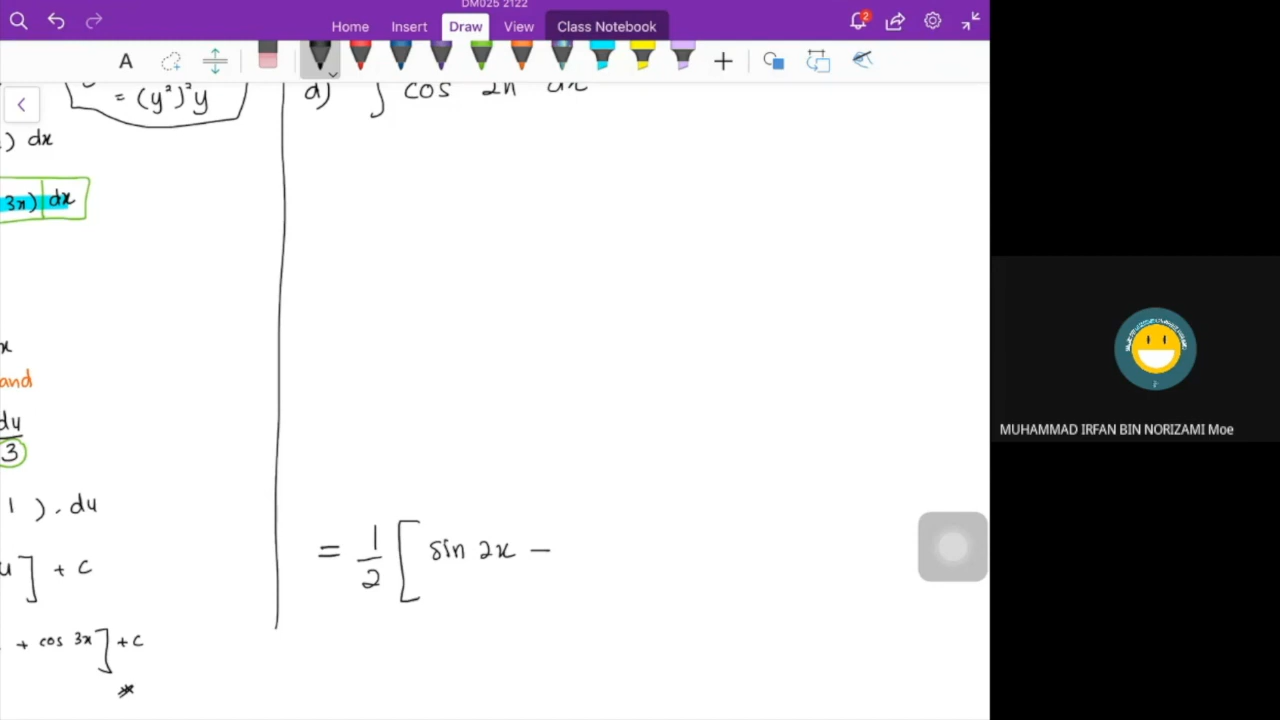 DM025 2122
Home Insert Draw View Class Notebook
2
A
= (y²)²y
) dx
3x) dx
x
and
du
3
1 ) . du
u ] + c
+ cos 3x ] + c
d) ∫ cos 2x dx
= 1/2 [ sin 2x −
MUHAMMAD IRFAN BIN NORIZAMI Moe